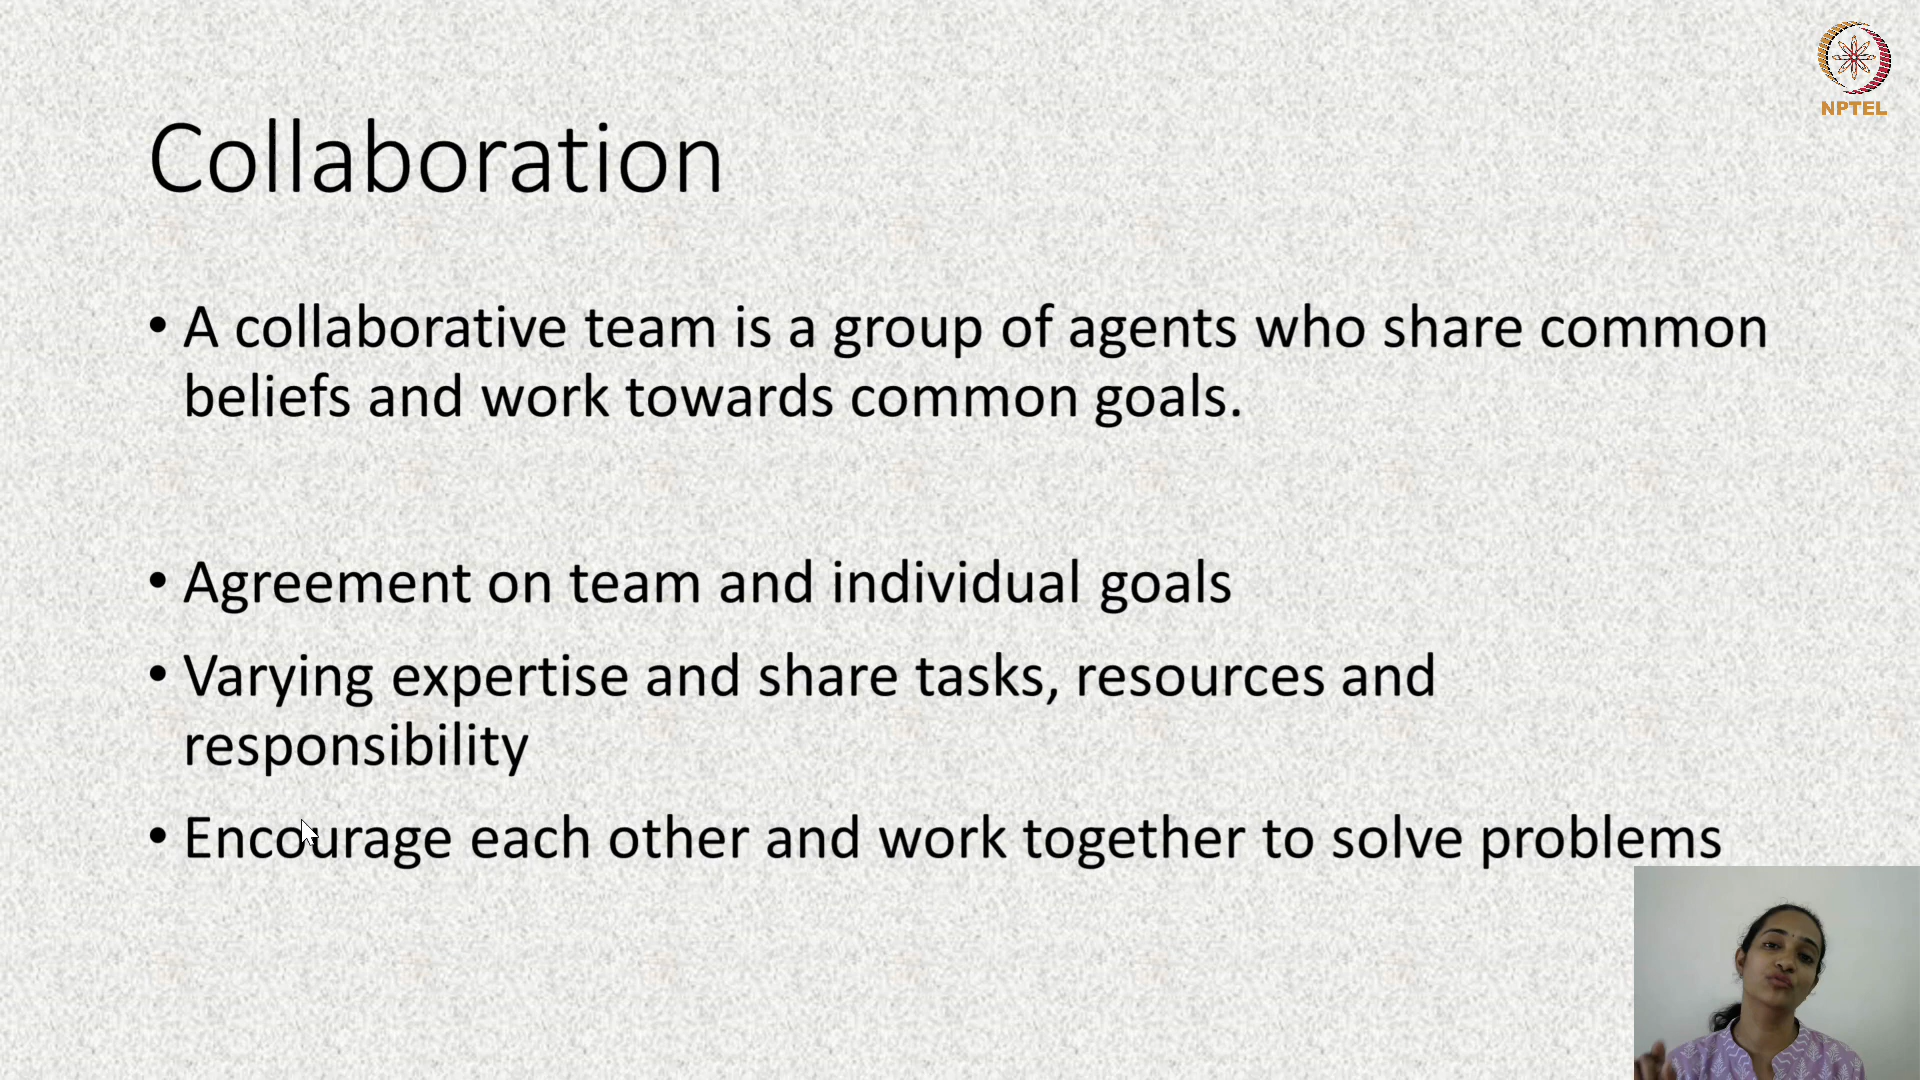 NPTEL
Collaboration
• A collaborative team is a group of agents who share common
beliefs and work towards common goals.
• Agreement on team and individual goals
• Varying expertise and share tasks, resources and
responsibility
• Encourage each other and work together to solve problems